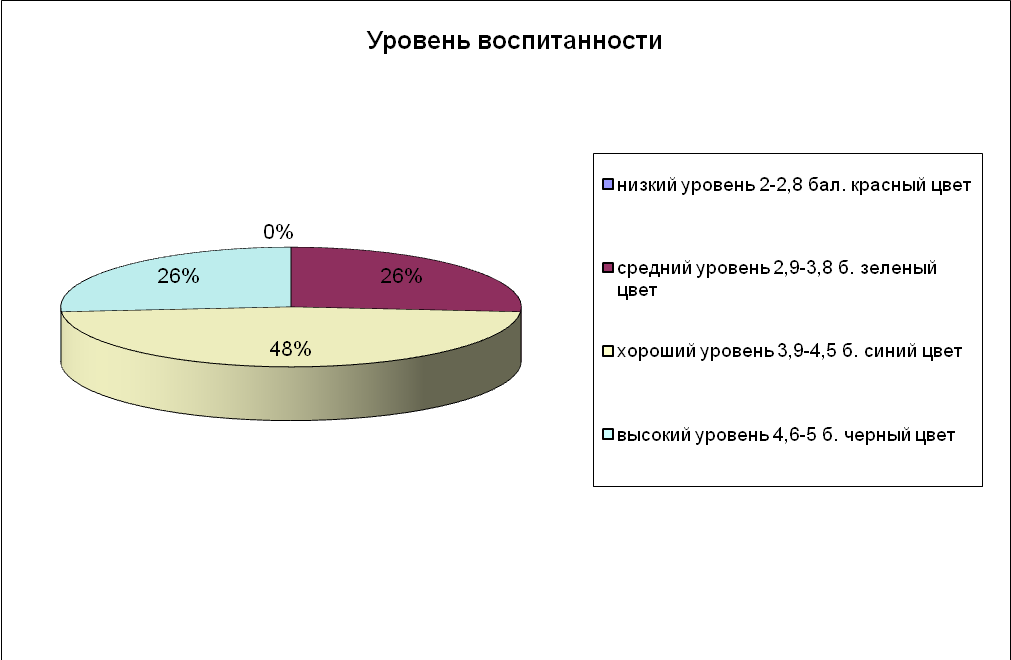 Уровень воспитанности
0%
26%
26%
48%
низкий уровень 2-2,8 бал. красный цвет
средний уровень 2,9-3,8 б. зеленый
цвет
хороший уровень 3,9-4,5 б. синий цвет
высокий уровень 4,6-5 б. черный цвет